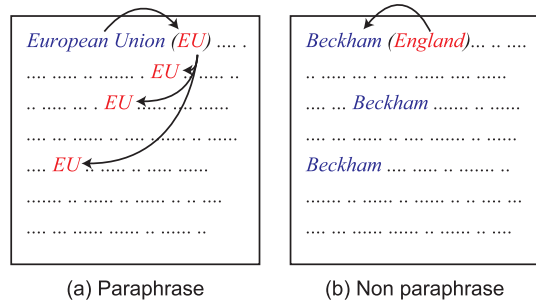 European Union (EU) .... .
.... ..... .. ..... EU .. ..... ..
.. ..... ... . EU .... .... ......
.... ..... .. ..... .. ..... ......
.... EU .. ..... .. ..... ......
...... .. ..... .. ..... .. .. .... ...
.... ... ...... .... ...... .. ..
(a) Paraphrase
Beckham (England)... .. ....
.. ..... .. . ...... .. ..... ......
.... ... Beckham ...... .. ..
.... ..... .. ..... .. ..... ......
Beckham .... ..... .. ..... ..
...... .. ..... .. ..... .. .. .... ...
.... ... ...... .... ...... .. ..
(b) Non paraphrase